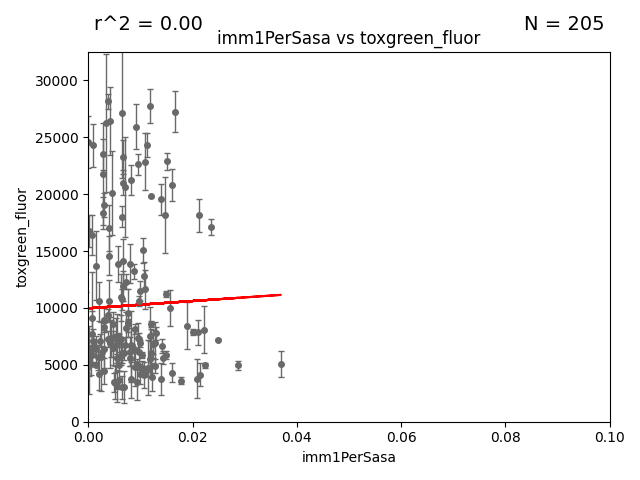 r^2 = 0.00
N = 205
imm1PerSasa vs toxgreen_fluor
30000
25000
20000
15000
10000
5000
0
toxgreen_fluor
0.00
0.02
0.04
0.06
0.08
0.10
imm1PerSasa